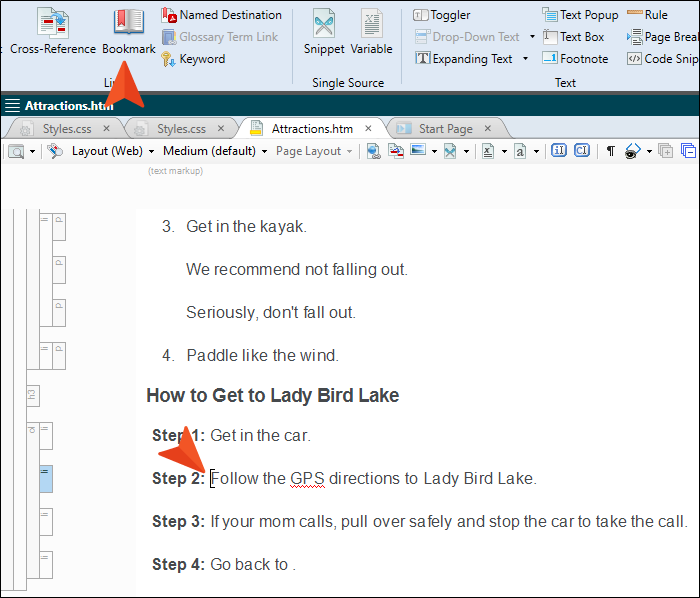 Cross-Reference
Bookmark
Named Destination
Glossary Term Link
Keyword
Snippet
Variable
Single Source
Toggler
Drop-Down Text
Expanding Text
Text Popup
Text Box
Footnote
Text
Rule
Page Break
Code Snip
Attractions.htm
Styles.css
Styles.css
Attractions.htm
Start Page
Layout (Web)
Medium (default)
Page Layout
(text markup)
3. Get in the kayak.
We recommend not falling out.
Seriously, don't fall out.
4. Paddle like the wind.
How to Get to Lady Bird Lake
Step 1: Get in the car.
Step 2: Follow the GPS directions to Lady Bird Lake.
Step 3: If your mom calls, pull over safely and stop the car to take the call.
Step 4: Go back to .
h3
ol